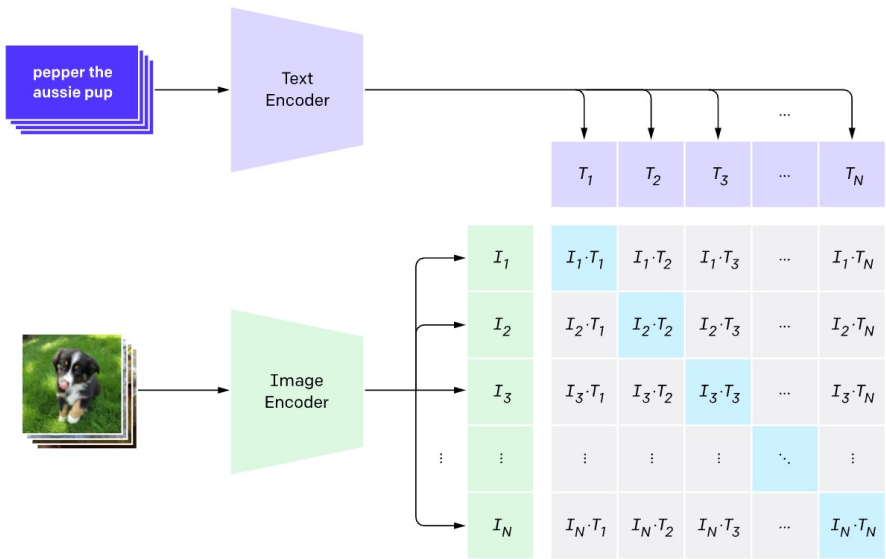 pepper the
aussie pup
Text
Encoder
...
T1 T2 T3 ... TN
I1 I1·T1 I1·T2 I1·T3 ... I1·TN
I2 I2·T1 I2·T2 I2·T3 ... I2·TN
Image
Encoder
I3 I3·T1 I3·T2 I3·T3 ... I3·TN
⋮ ⋮ ⋮ ⋮ ⋮ ⋱ ⋮
IN IN·T1 IN·T2 IN·T3 ... IN·TN